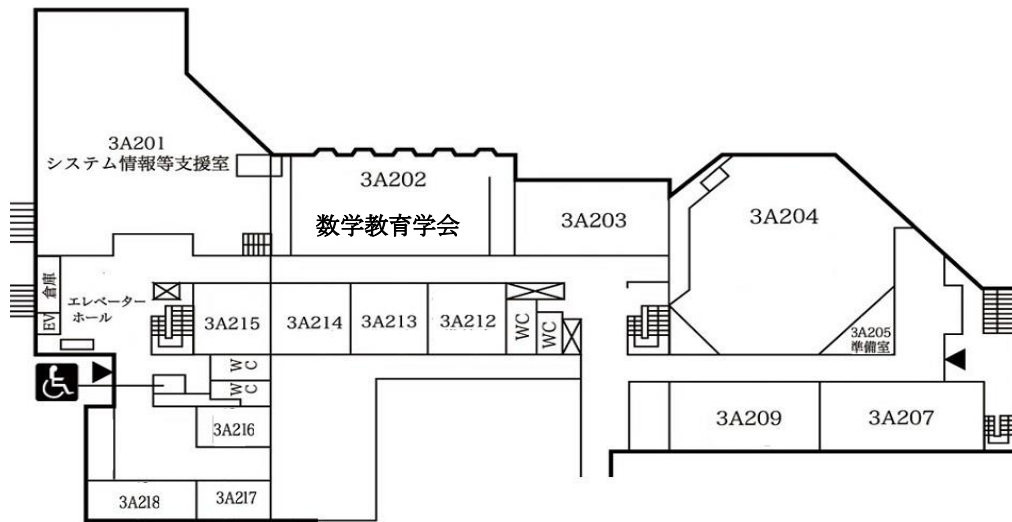 3A201
システム情報等支援室
3A202
数学教育学会
3A203
3A204
倉庫
エレベーター
ホール
EV
3A215
3A214
3A213
3A212
WC
WC
3A205
準備室
WC
WC
3A216
3A209
3A207
3A218
3A217